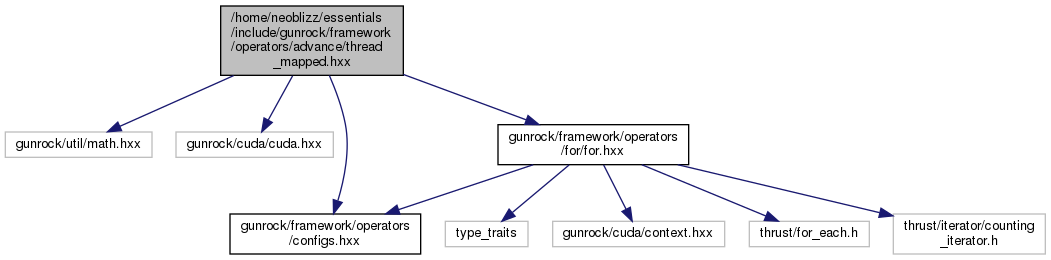 /home/neoblizz/essentials
/include/gunrock/framework
/operators/advance/thread
_mapped.hxx
gunrock/util/math.hxx
gunrock/cuda/cuda.hxx
gunrock/framework/operators
/for/for.hxx
gunrock/framework/operators
/configs.hxx
type_traits
gunrock/cuda/context.hxx
thrust/for_each.h
thrust/iterator/counting
_iterator.h